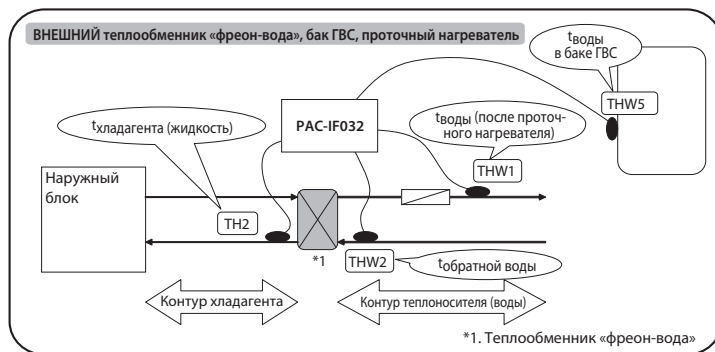 ВНЕШНИЙ теплообменник «фреон-вода», бак ГВС, проточный нагреватель
tводы
в баке ГВС
THW5
PAC-IF032
tхладагента (жидкость)
tводы (после проточ-
ного нагревателя)
THW1
Наружный
блок
TH2
*1
THW2
tобратной воды
Контур хладагента
Контур теплоносителя (воды)
*1. Теплообменник «фреон-вода»